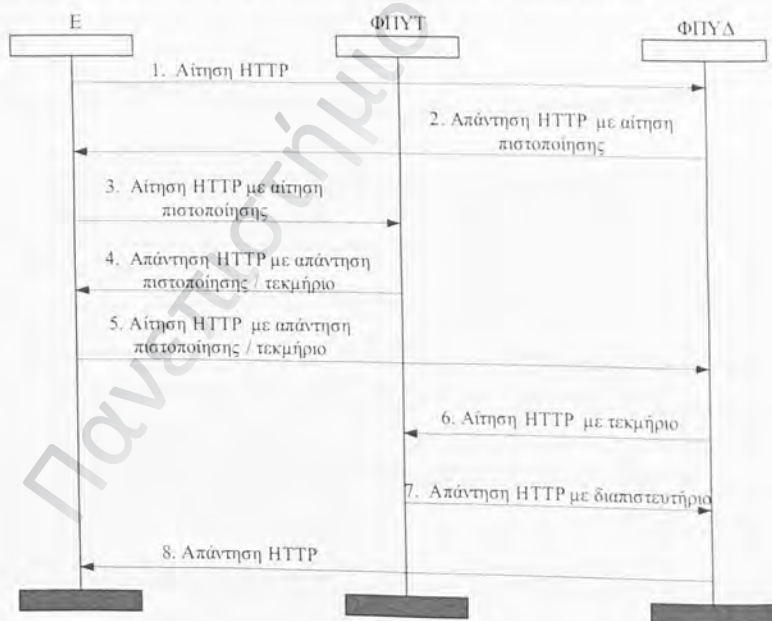 Ε
ΦΠΥΤ
ΦΠΥΔ
1. Αίτηση HTTP
2. Απάντηση HTTP με αίτηση
πιστοποίησης
3. Αίτηση HTTP με αίτηση
πιστοποίησης
4. Απάντηση HTTP με απάντηση
πιστοποίησης / τεκμήριο
5. Αίτηση HTTP με απάντηση
πιστοποίησης / τεκμήριο
6. Αίτηση HTTP με τεκμήριο
7. Απάντηση HTTP με διαπιστευτήριο
8. Απάντηση HTTP
Πανεπιστήμιο